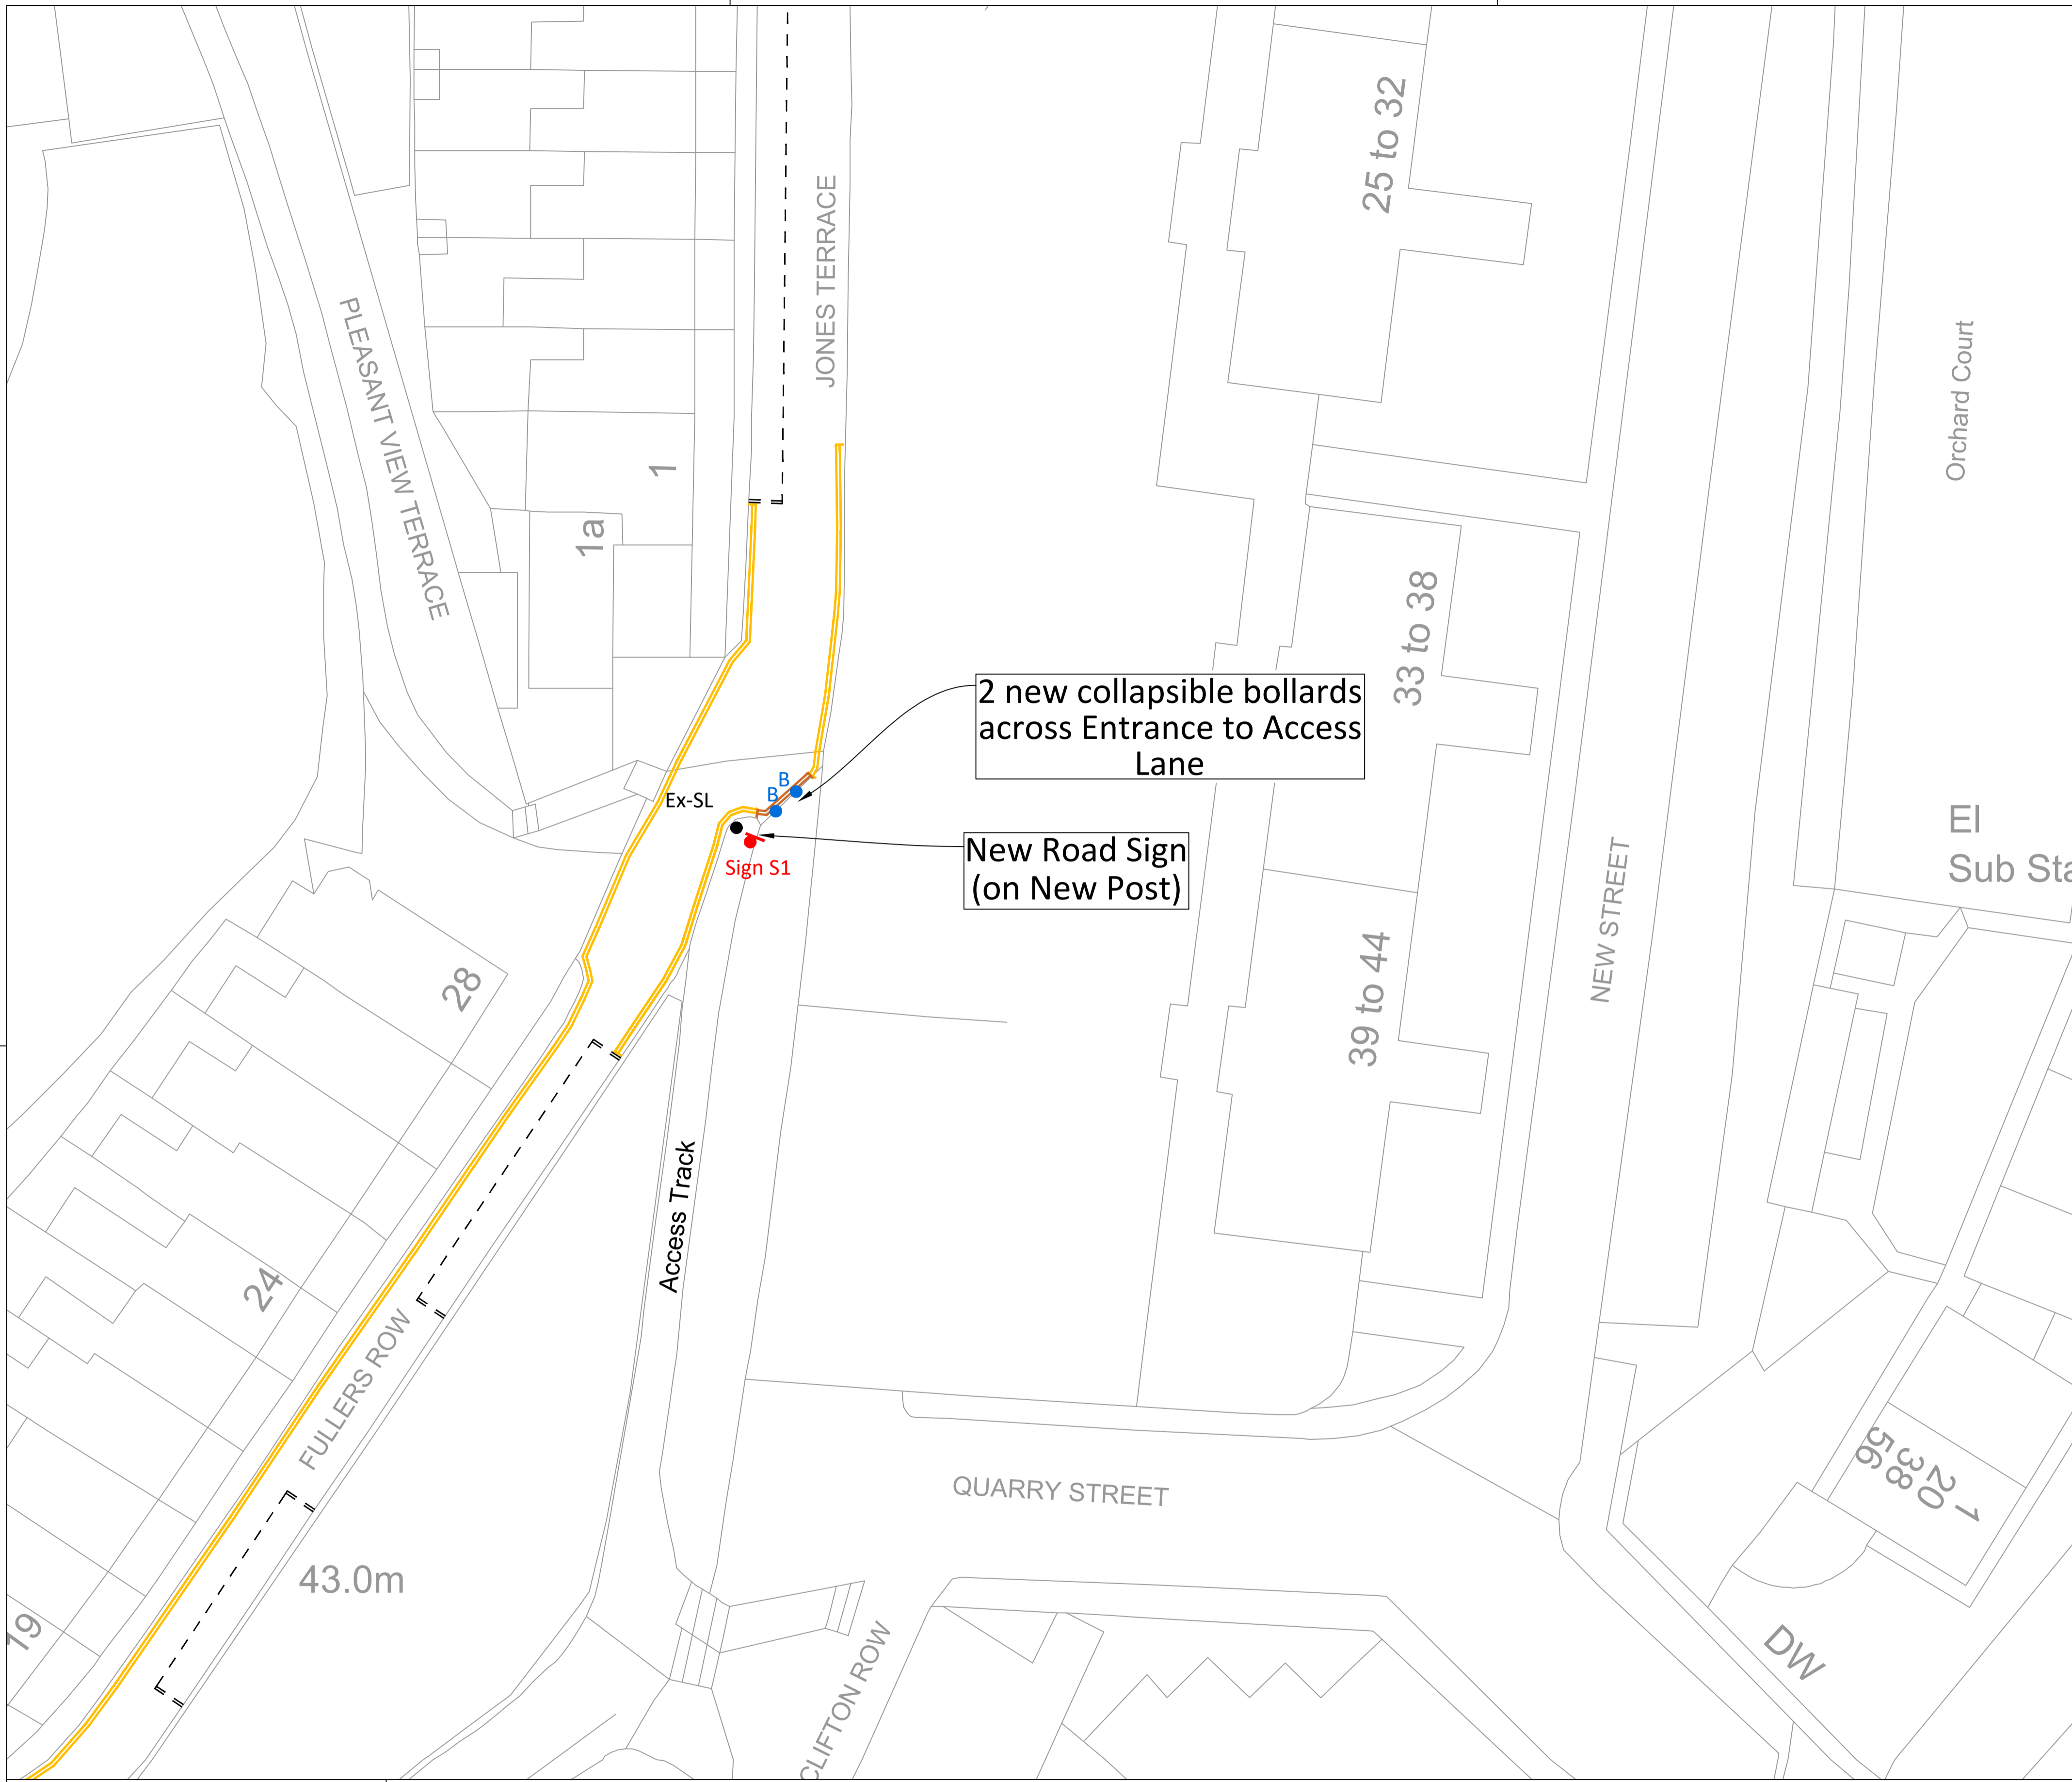 25 to 32
JONES TERRACE
PLEASANT VIEW TERRACE
Orchard Court
1
1a
33 to 38
2 new collapsible bollards
across Entrance to Access
Lane
B
B
Ex-SL
Sign S1
New Road Sign
(on New Post)
El
Sub Sta
NEW STREET
28
39 to 44
Access Track
24
FULLERS ROW
QUARRY STREET
43.0m
19
CLIFTON ROW
DW
56
38
20
1